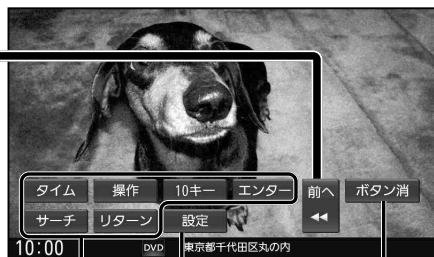 タイム 操作 10キー エンター 前へ ボタン消
サーチ リターン 設定 ◀◀
10:00 DVD 東京都千代田区丸の内